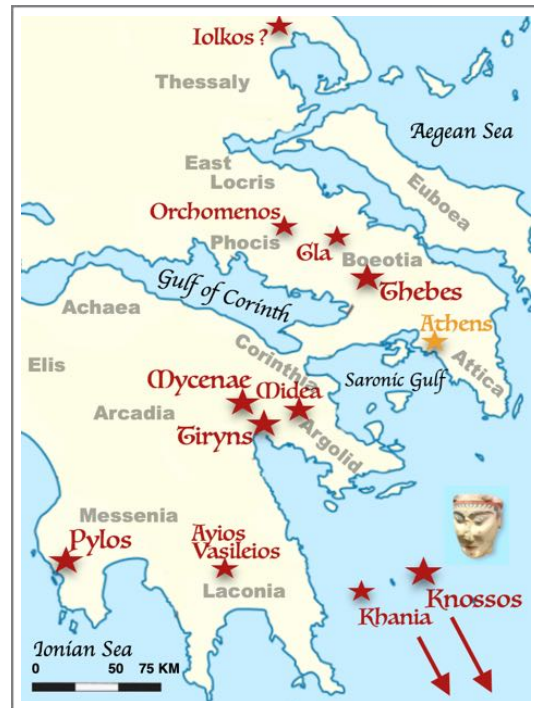 Iolkos ?
Thessaly
Aegean Sea
East
Locris
Euboea
Orchomenos
Phocis
Gla
Boeotia
Thebes
Gulf of Corinth
Achaea
Athens
Corinthia
Attica
Elis
Saronic Gulf
Mycenae
Midea
Arcadia
Tiryns
Argolid
Messenia
Pylos
Ayios
Vasileios
Laconia
Khania
Knossos
Ionian Sea
0 50 75 KM